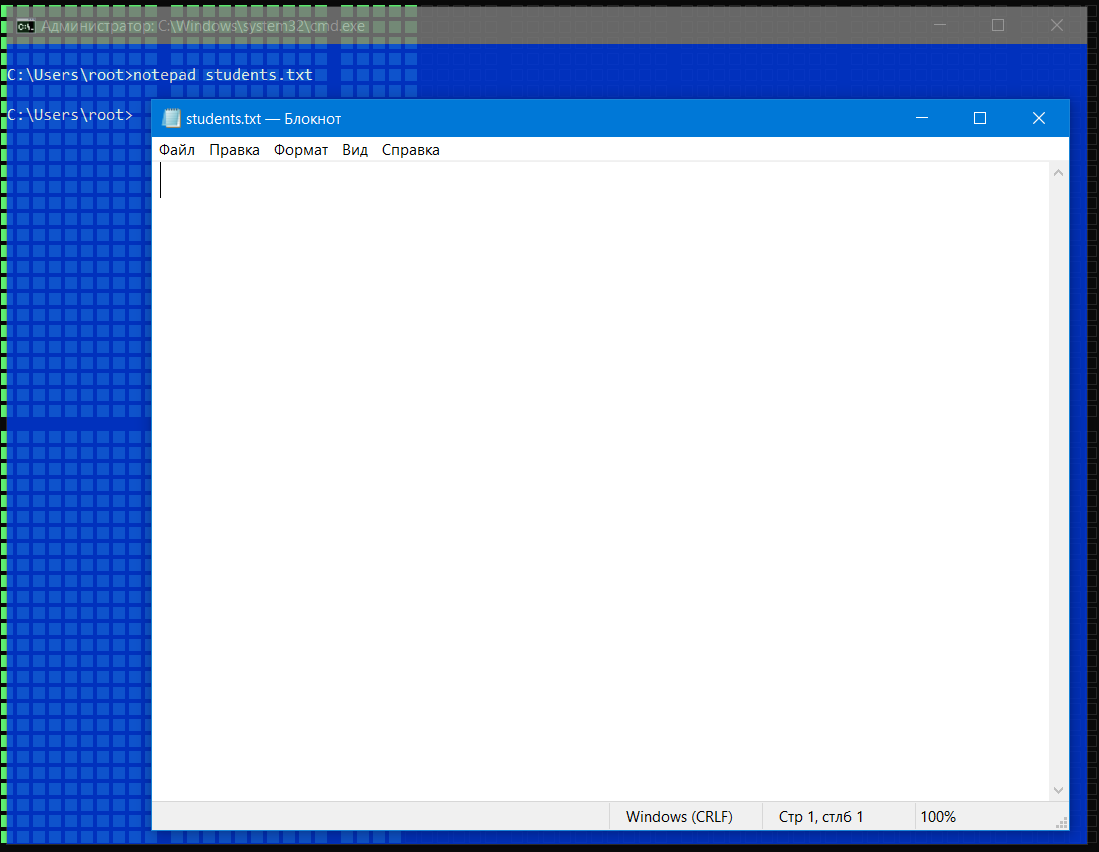 Администратор: C:\Windows\system32\cmd.exe
C:\Users\root>notepad students.txt
C:\Users\root>
students.txt — Блокнот
Файл Правка Формат Вид Справка
Windows (CRLF) Стр 1, стлб 1 100%